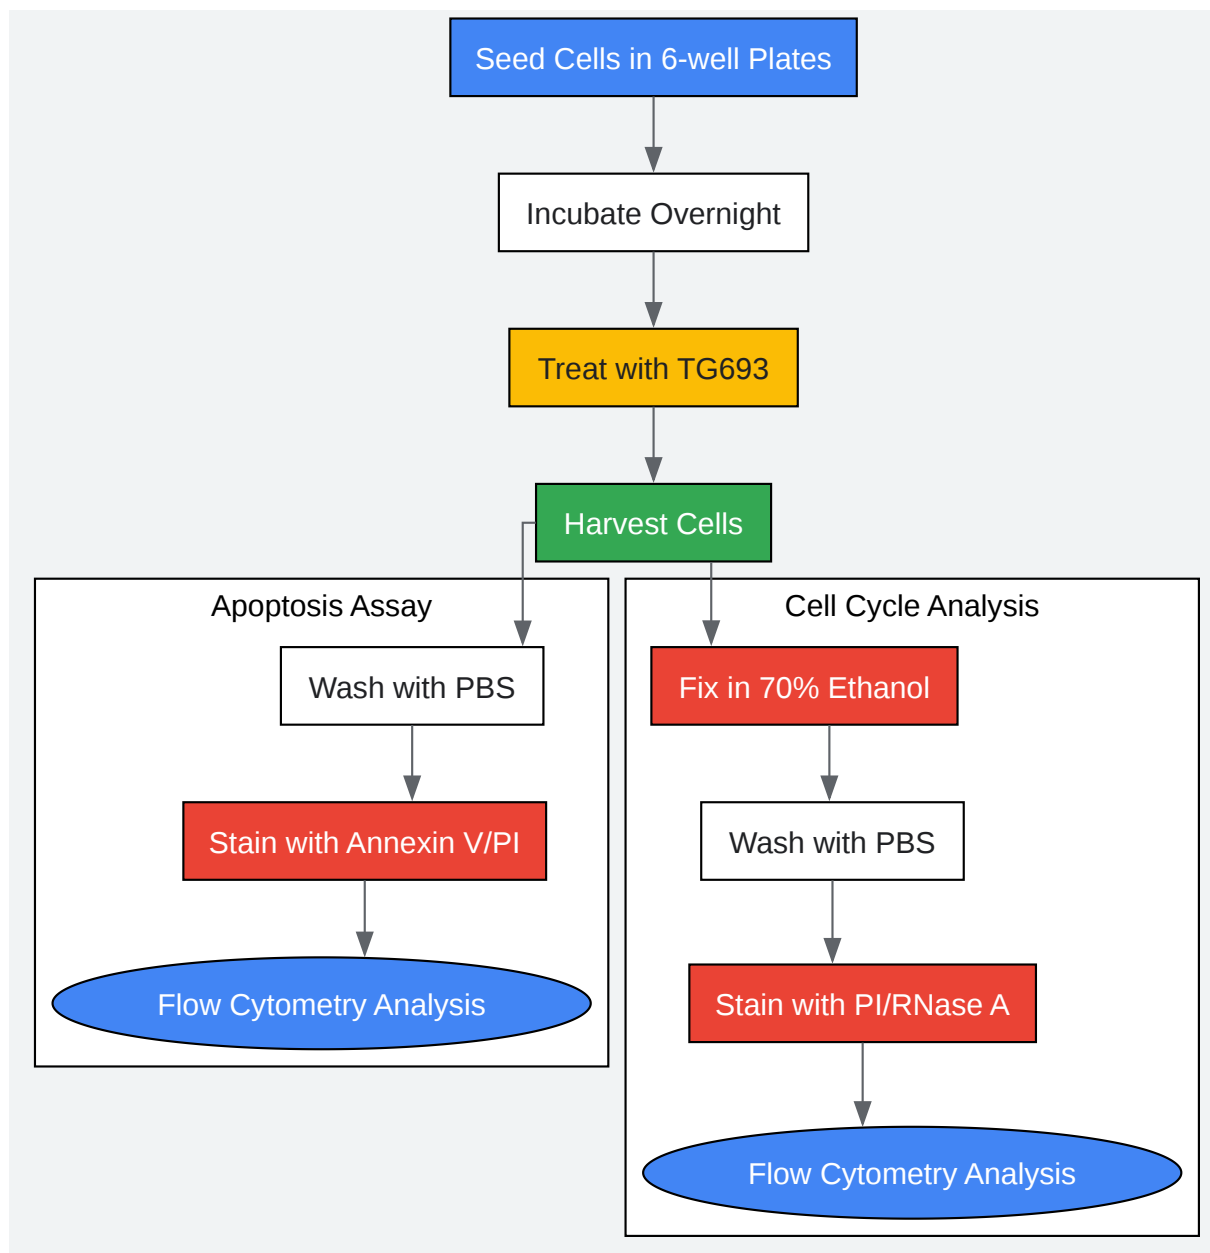 Seed Cells in 6-well Plates
Incubate Overnight
Treat with TG693
Harvest Cells
Apoptosis Assay
Wash with PBS
Stain with Annexin V/PI
Flow Cytometry Analysis
Cell Cycle Analysis
Fix in 70% Ethanol
Wash with PBS
Stain with PI/RNase A
Flow Cytometry Analysis